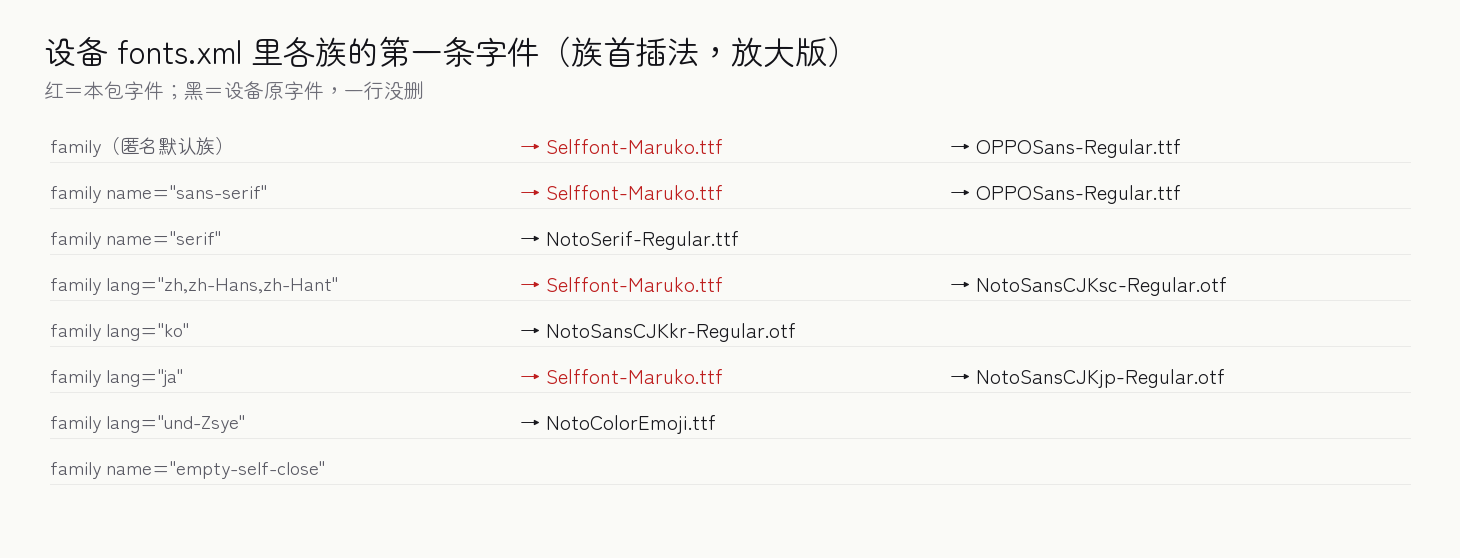 设备 fonts.xml 里各族的第一条字件（族首插法，放大版）
红＝本包字件；黑＝设备原字件，一行没删
family（匿名默认族） → Selffont-Maruko.ttf → OPPOSans-Regular.ttf
family name="sans-serif" → Selffont-Maruko.ttf → OPPOSans-Regular.ttf
family name="serif" → NotoSerif-Regular.ttf
family lang="zh,zh-Hans,zh-Hant" → Selffont-Maruko.ttf → NotoSansCJKsc-Regular.otf
family lang="ko" → NotoSansCJKkr-Regular.otf
family lang="ja" → Selffont-Maruko.ttf → NotoSansCJKjp-Regular.otf
family lang="und-Zsye" → NotoColorEmoji.ttf
family name="empty-self-close"